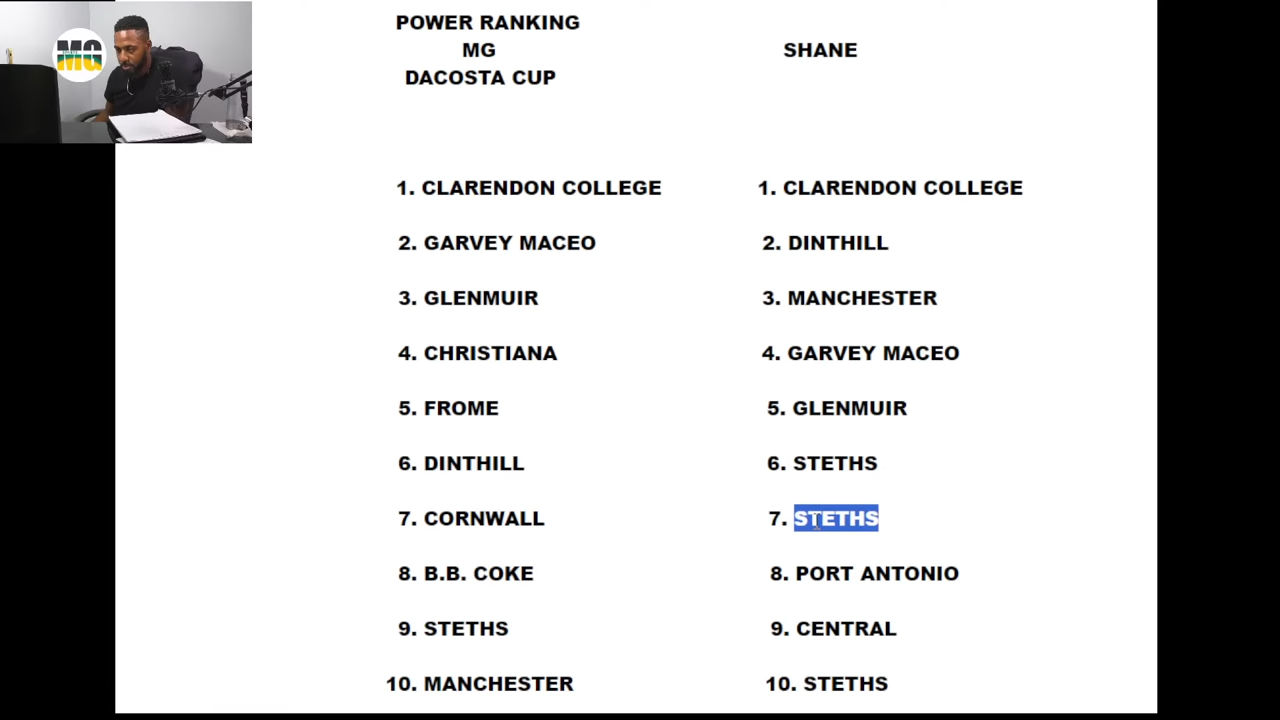 MG
POWER RANKING
MG
DACOSTA CUP
1. CLARENDON COLLEGE
2. GARVEY MACEO
3. GLENMUIR
4. CHRISTIANA
5. FROME
6. DINTHILL
7. CORNWALL
8. B.B. COKE
9. STETHS
10. MANCHESTER
SHANE
1. CLARENDON COLLEGE
2. DINTHILL
3. MANCHESTER
4. GARVEY MACEO
5. GLENMUIR
6. STETHS
7. STETHS
8. PORT ANTONIO
9. CENTRAL
10. STETHS